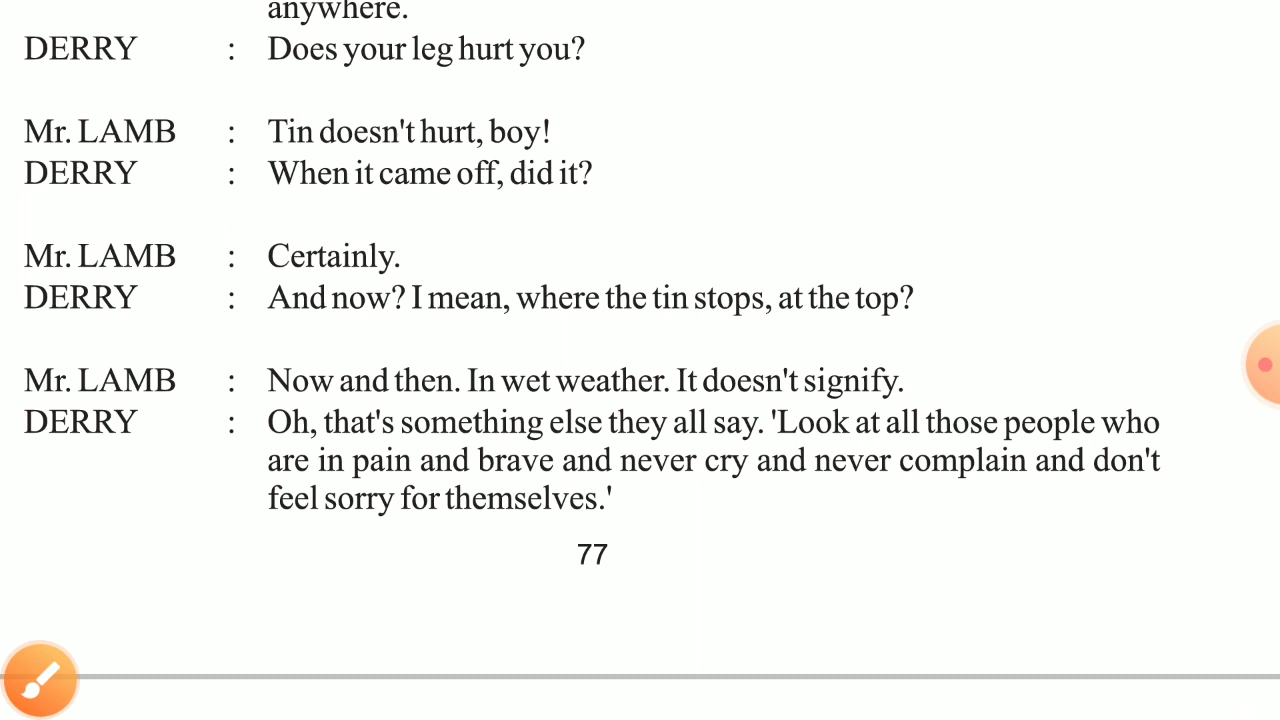 anywhere.
DERRY : Does your leg hurt you?
Mr. LAMB : Tin doesn't hurt, boy!
DERRY : When it came off, did it?
Mr. LAMB : Certainly.
DERRY : And now? I mean, where the tin stops, at the top?
Mr. LAMB : Now and then. In wet weather. It doesn't signify.
DERRY : Oh, that's something else they all say. 'Look at all those people who
are in pain and brave and never cry and never complain and don't
feel sorry for themselves.'
77